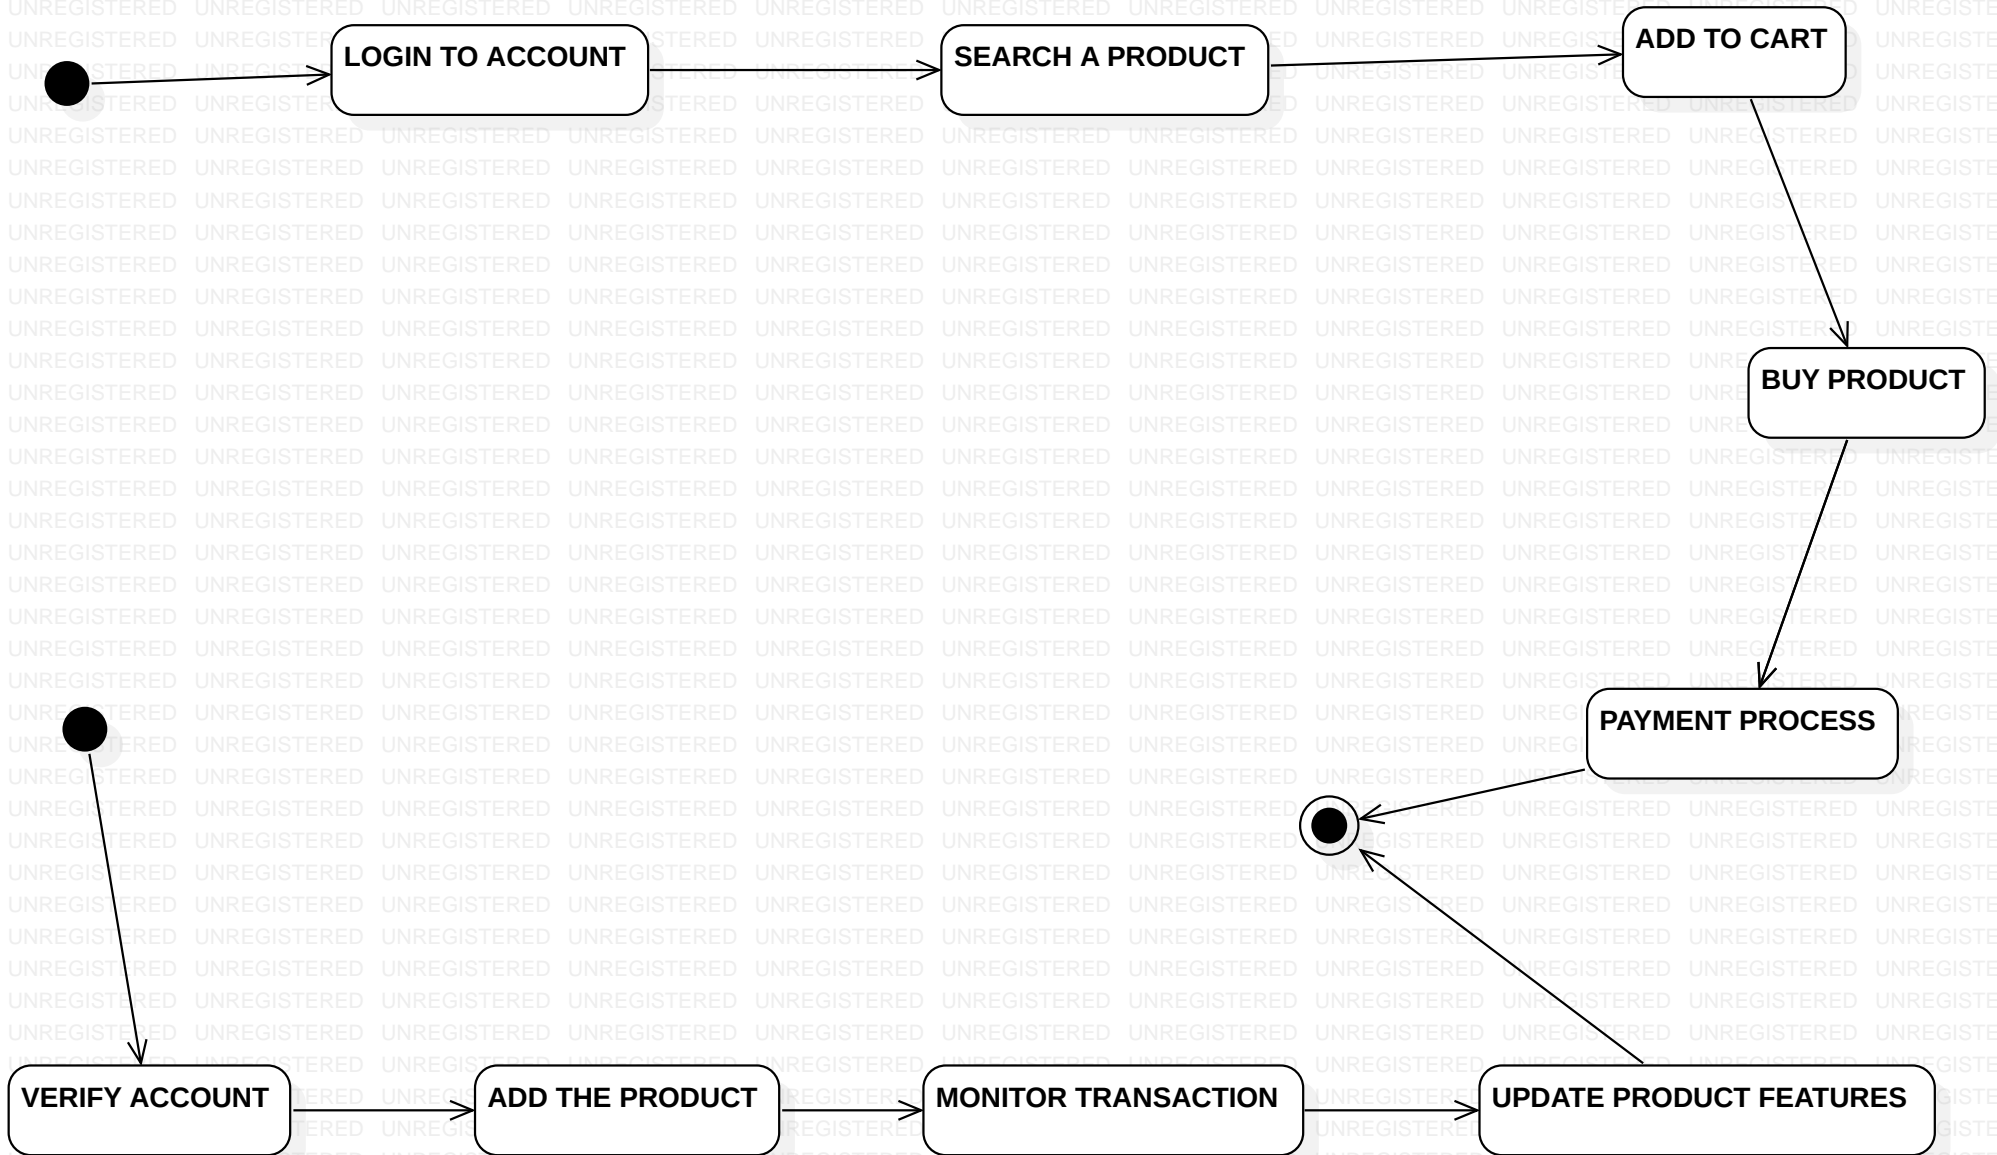 LOGIN TO ACCOUNT
SEARCH A PRODUCT
ADD TO CART
BUY PRODUCT
PAYMENT PROCESS
VERIFY ACCOUNT
ADD THE PRODUCT
MONITOR TRANSACTION
UPDATE PRODUCT FEATURES
UNREGISTERED